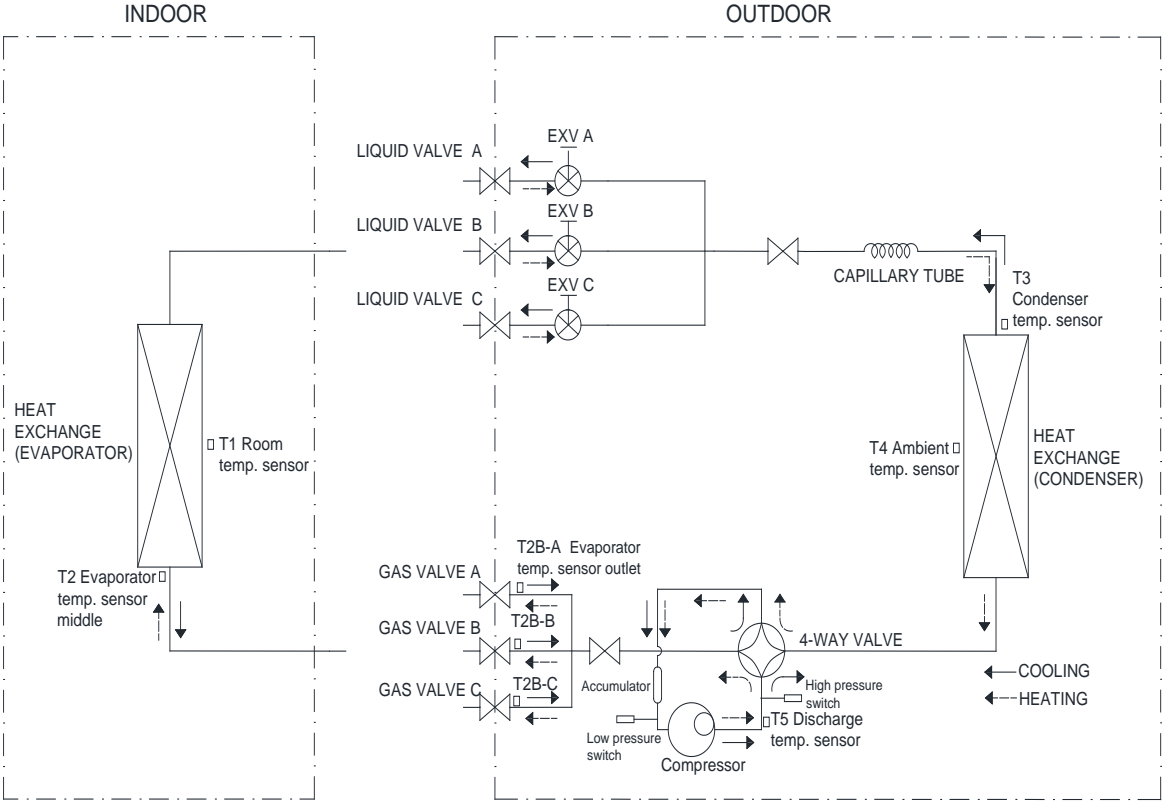 INDOOR
OUTDOOR
EXV A
LIQUID VALVE A
EXV B
LIQUID VALVE B
EXV C
LIQUID VALVE C
CAPILLARY TUBE
T3
Condenser
temp. sensor
HEAT
EXCHANGE
(EVAPORATOR)
T1 Room
temp. sensor
T4 Ambient
temp. sensor
HEAT
EXCHANGE
(CONDENSER)
T2 Evaporator
temp. sensor
middle
T2B-A Evaporator
temp. sensor outlet
GAS VALVE A
T2B-B
GAS VALVE B
T2B-C
GAS VALVE C
4-WAY VALVE
COOLING
HEATING
Accumulator
High pressure
switch
T5 Discharge
temp. sensor
Low pressure
switch
Compressor